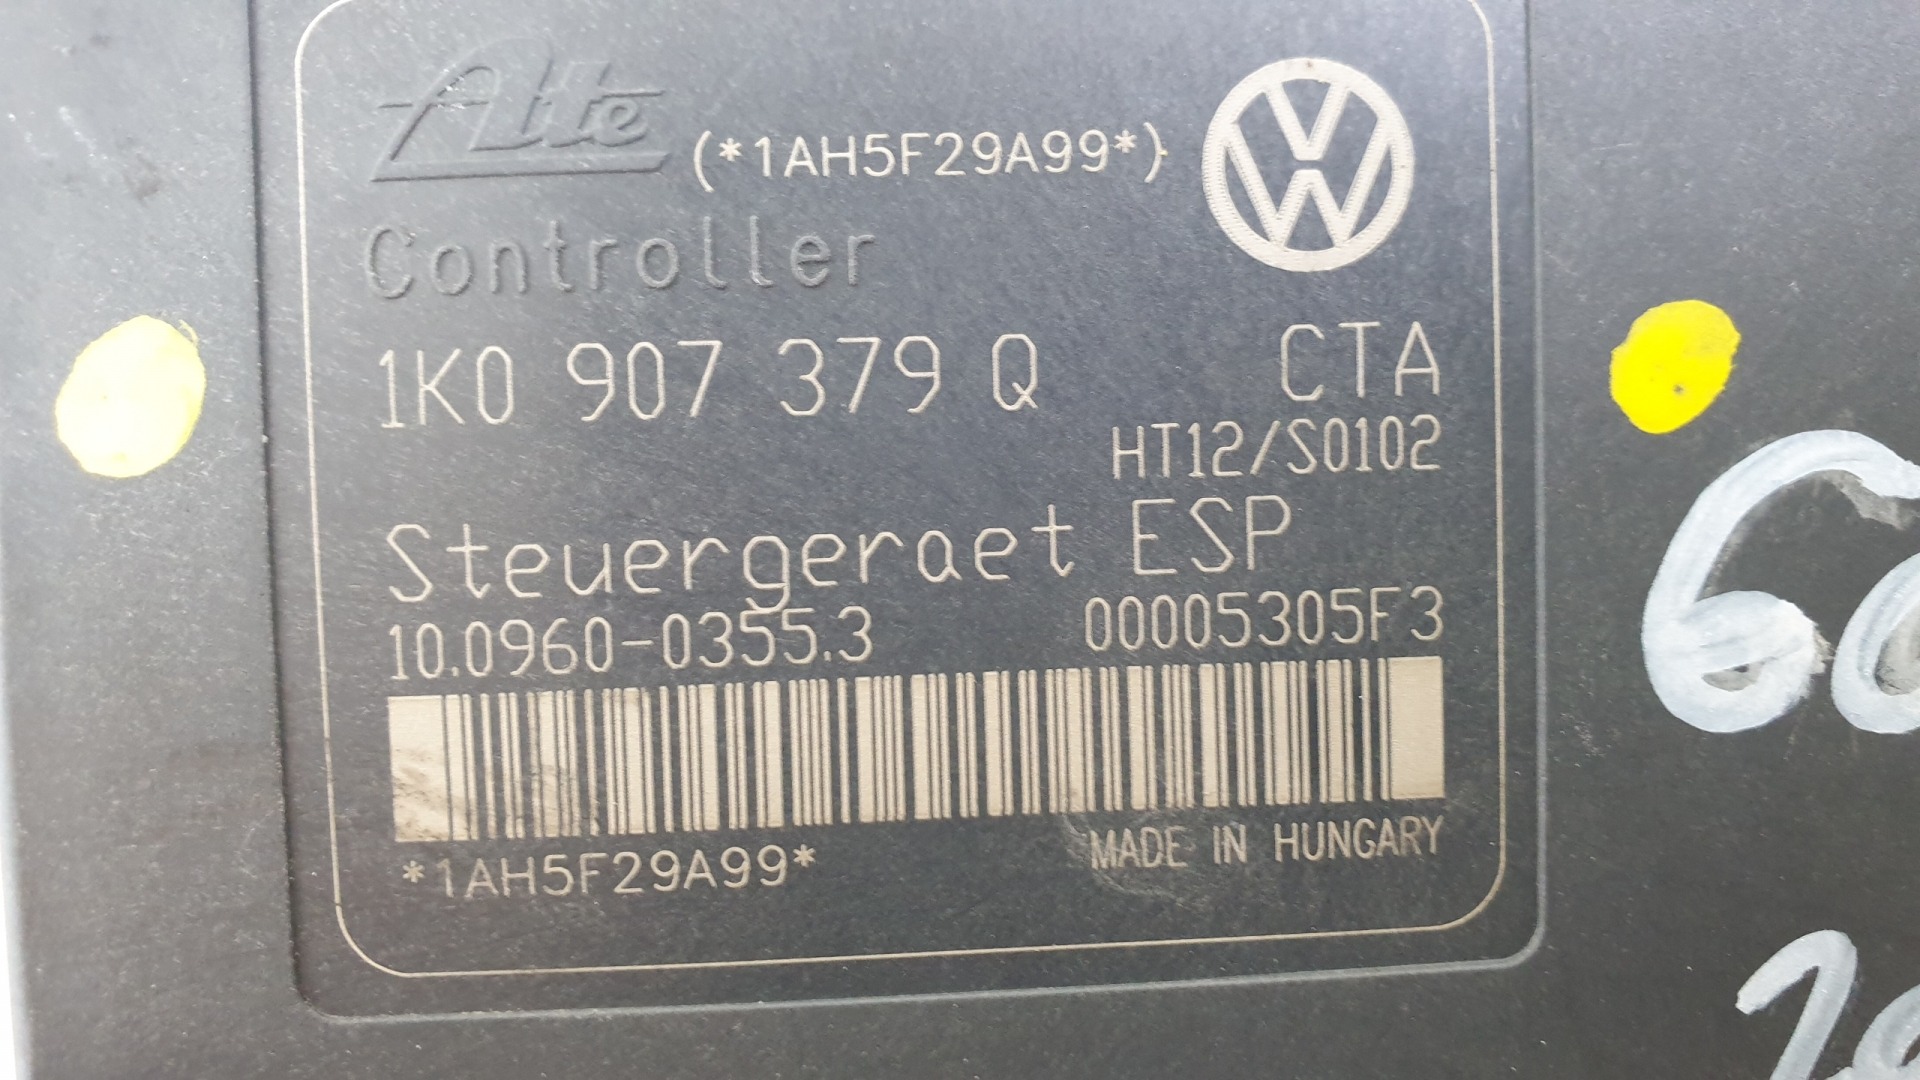 Ate (*1AH5F29A99*)
Controller
1K0 907 379 Q CTA
HT12/S0102
Steuergeraet ESP
10.0960-0355.3 00005305F3
*1AH5F29A99* MADE IN HUNGARY